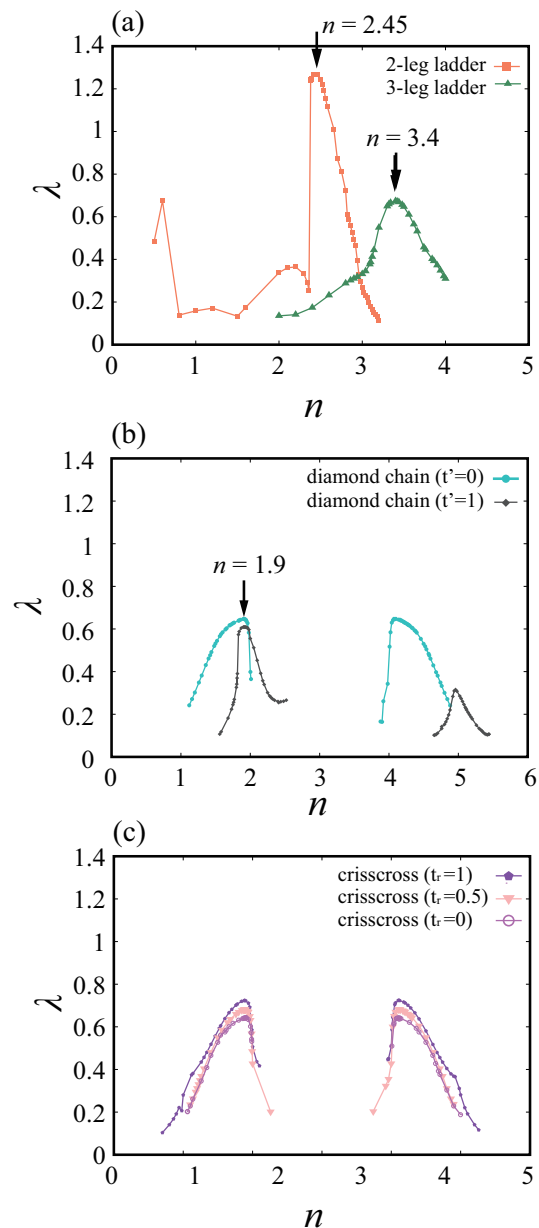 (a)
n = 2.45
1.4
2-leg ladder
3-leg ladder
1.2
1
n = 3.4
0.8
λ
0.6
0.4
0.2
0
0 1 2 3 4 5
n
(b)
1.4
diamond chain (t'=0)
diamond chain (t'=1)
1.2
1
n = 1.9
0.8
λ
0.6
0.4
0.2
0
0 1 2 3 4 5 6
n
(c)
1.4
crisscross (tᵣ=1)
crisscross (tᵣ=0.5)
crisscross (tᵣ=0)
1.2
1
0.8
λ
0.6
0.4
0.2
0
0 1 2 3 4 5
n